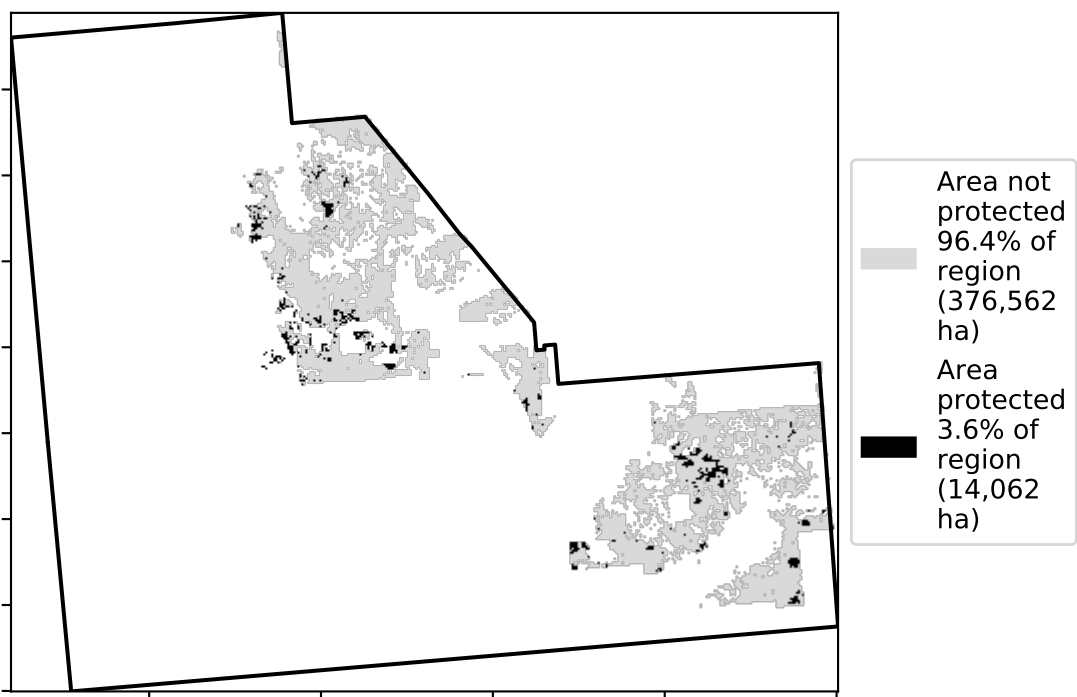 Area not
protected
96.4% of
region
(376,562
ha)
Area
protected
3.6% of
region
(14,062
ha)